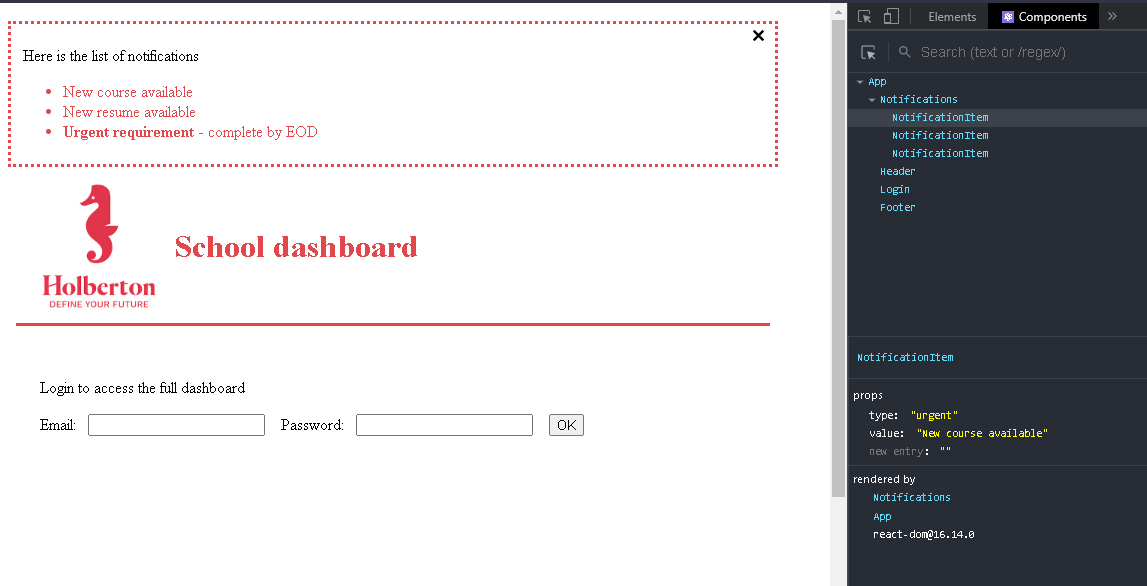 Here is the list of notifications
New course available
New resume available
Urgent requirement - complete by EOD
Holberton
DEFINE YOUR FUTURE
School dashboard
Login to access the full dashboard
Email: Password: OK
Elements Components
Search (text or /regex/)
App
Notifications
NotificationItem
NotificationItem
NotificationItem
Header
Login
Footer
NotificationItem
props
type: "urgent"
value: "New course available"
new entry: ""
rendered by
Notifications
App
react-dom@16.14.0